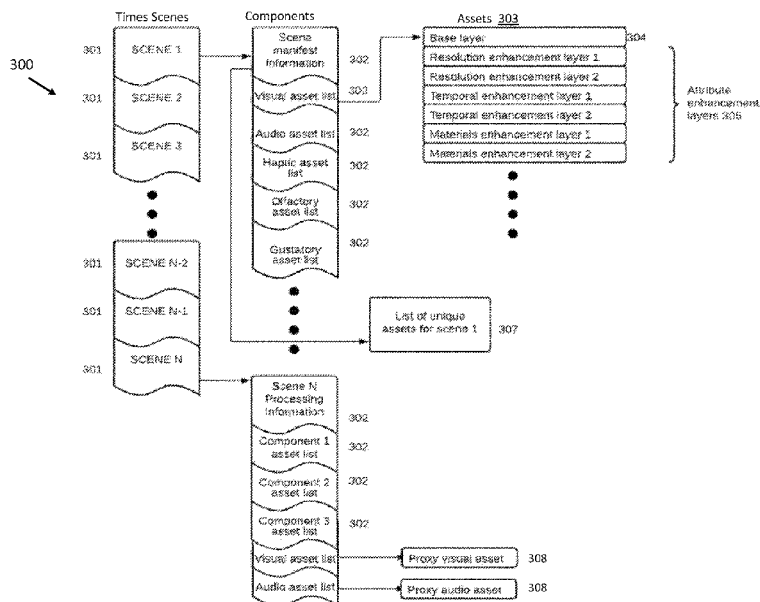 Times Scenes
Components
Assets 303
300
301
SCENE 1
301
SCENE 2
301
SCENE 3
301
SCENE N-2
301
SCENE N-1
301
SCENE N
Scene
manifest
Information
302
Visual asset list
302
Audio asset list
302
Haptic asset
list
302
Olfactory
asset list
302
Gustatory
asset list
302
Base layer
304
Resolution enhancement layer 1
Resolution enhancement layer 2
Temporal enhancement layer 1
Temporal enhancement layer 2
Materials enhancement layer 1
Materials enhancement layer 2
Attribute
enhancement
layers 305
List of unique
assets for scene 1
307
Scene N
Processing
Information
302
Component 1
asset list
302
Component 2
asset list
302
Component 3
asset list
302
Visual asset list
Proxy visual asset
308
Audio asset list
Proxy audio asset
308